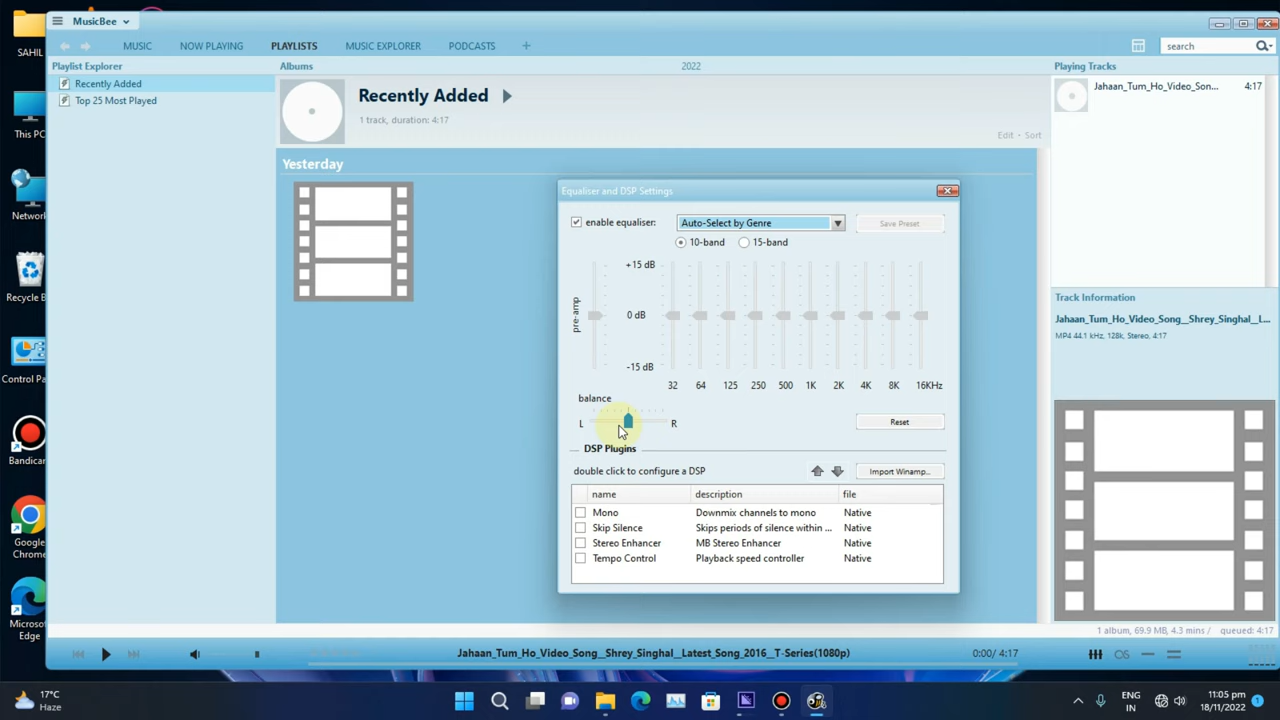 SAHIL
This PC
Network
Recycle B
Control Pa
Bandicar
Google
Chrome
Microsof
Edge
MusicBee
MUSIC
NOW PLAYING
PLAYLISTS
MUSIC EXPLORER
PODCASTS
+
search
Playlist Explorer
Recently Added
Top 25 Most Played
Albums
2022
Recently Added
1 track, duration: 4:17
Edit · Sort
Yesterday
Equaliser and DSP Settings
enable equaliser:
Auto-Select by Genre
Save Preset
10-band
15-band
+15 dB
pre-amp
0 dB
-15 dB
32 64 125 250 500 1K 2K 4K 8K 16KHz
balance
L R
Reset
DSP Plugins
double click to configure a DSP
Import Winamp...
name description file
Mono Downmix channels to mono Native
Skip Silence Skips periods of silence within ... Native
Stereo Enhancer MB Stereo Enhancer Native
Tempo Control Playback speed controller Native
Playing Tracks
Jahaan_Tum_Ho_Video_Son... 4:17
Track Information
Jahaan_Tum_Ho_Video_Song__Shrey_Singhal__L...
MP4 44.1 kHz, 128k, Stereo, 4:17
1 album, 69.9 MB, 4.3 mins / queued: 4:17
Jahaan_Tum_Ho_Video_Song__Shrey_Singhal__Latest_Song_2016__T-Series(1080p)
0:00 / 4:17
17°C
Haze
ENG
IN
11:05 pm
18/11/2022
1